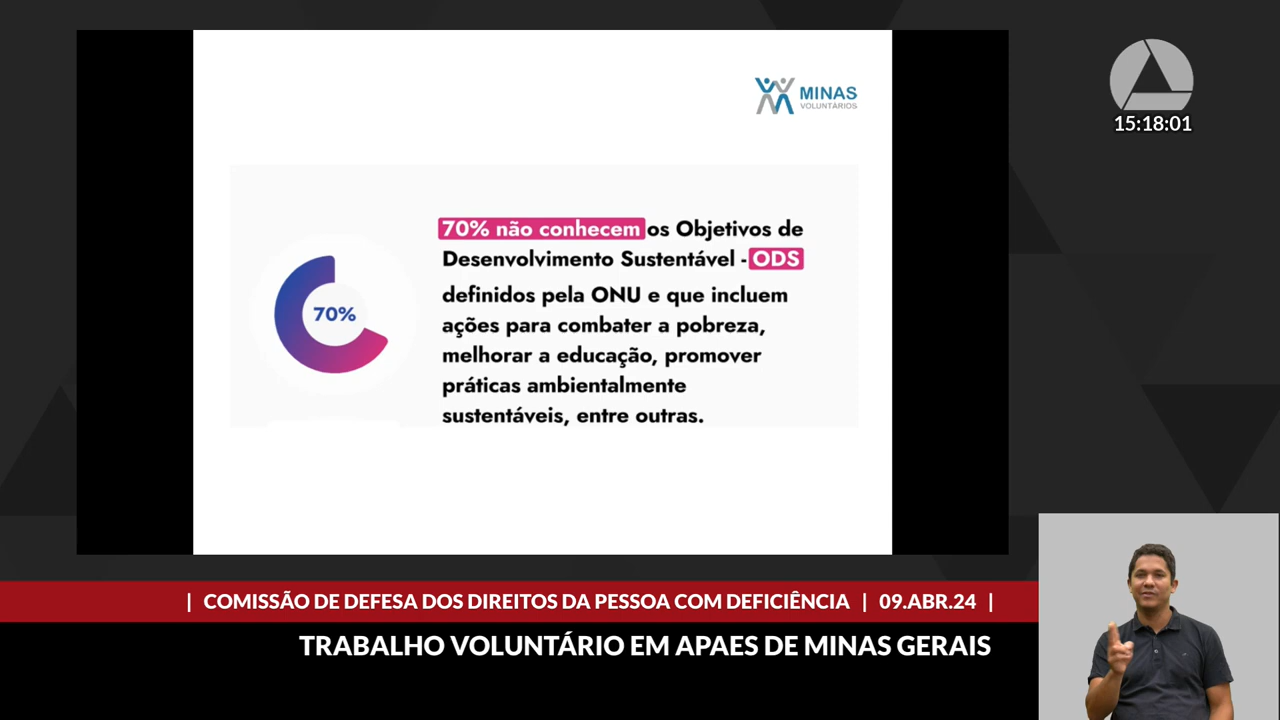 MINAS
VOLUNTÁRIOS
15:18:01
70% não conhecem os Objetivos de
Desenvolvimento Sustentável - ODS
definidos pela ONU e que incluem
ações para combater a pobreza,
melhorar a educação, promover
práticas ambientalmente
sustentáveis, entre outras.
70%
| COMISSÃO DE DEFESA DOS DIREITOS DA PESSOA COM DEFICIÊNCIA | 09.ABR.24 |
TRABALHO VOLUNTÁRIO EM APAES DE MINAS GERAIS